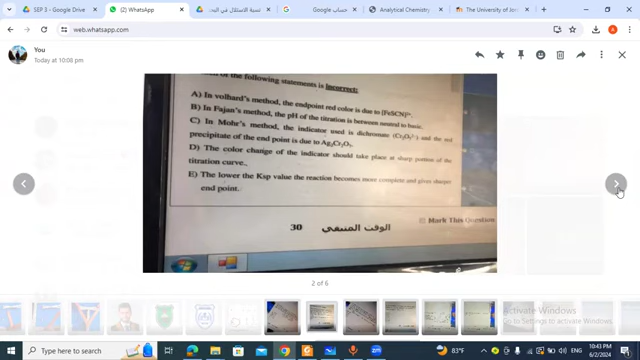 SEP 3 - Google Drive
(2) WhatsApp
حساب Google
Analytical Chemistry
The University of Jor
web.whatsapp.com
You
Today at 10:08 pm
of the following statements is incorrect:
A) In volhard's method, the endpoint red color is due to [FeSCN]²⁺.
B) In Fajan's method, the pH of the titration is between neutral to basic.
C) In Mohr's method, the indicator used is dichromate (Cr₂O₇²⁻) and the red
precipitate of the end point is due to Ag₂Cr₂O₇.
D) The color change of the indicator should take place at sharp portion of the
titration curve.
E) The lower the Ksp value the reaction becomes more complete and gives sharper
end point.
Mark This Question
30 الوقت المتبقي
2 of 6
Activate Windows
Go to Settings to activate Windows.
Type here to search
83°F
10:43 PM
6/2/2024